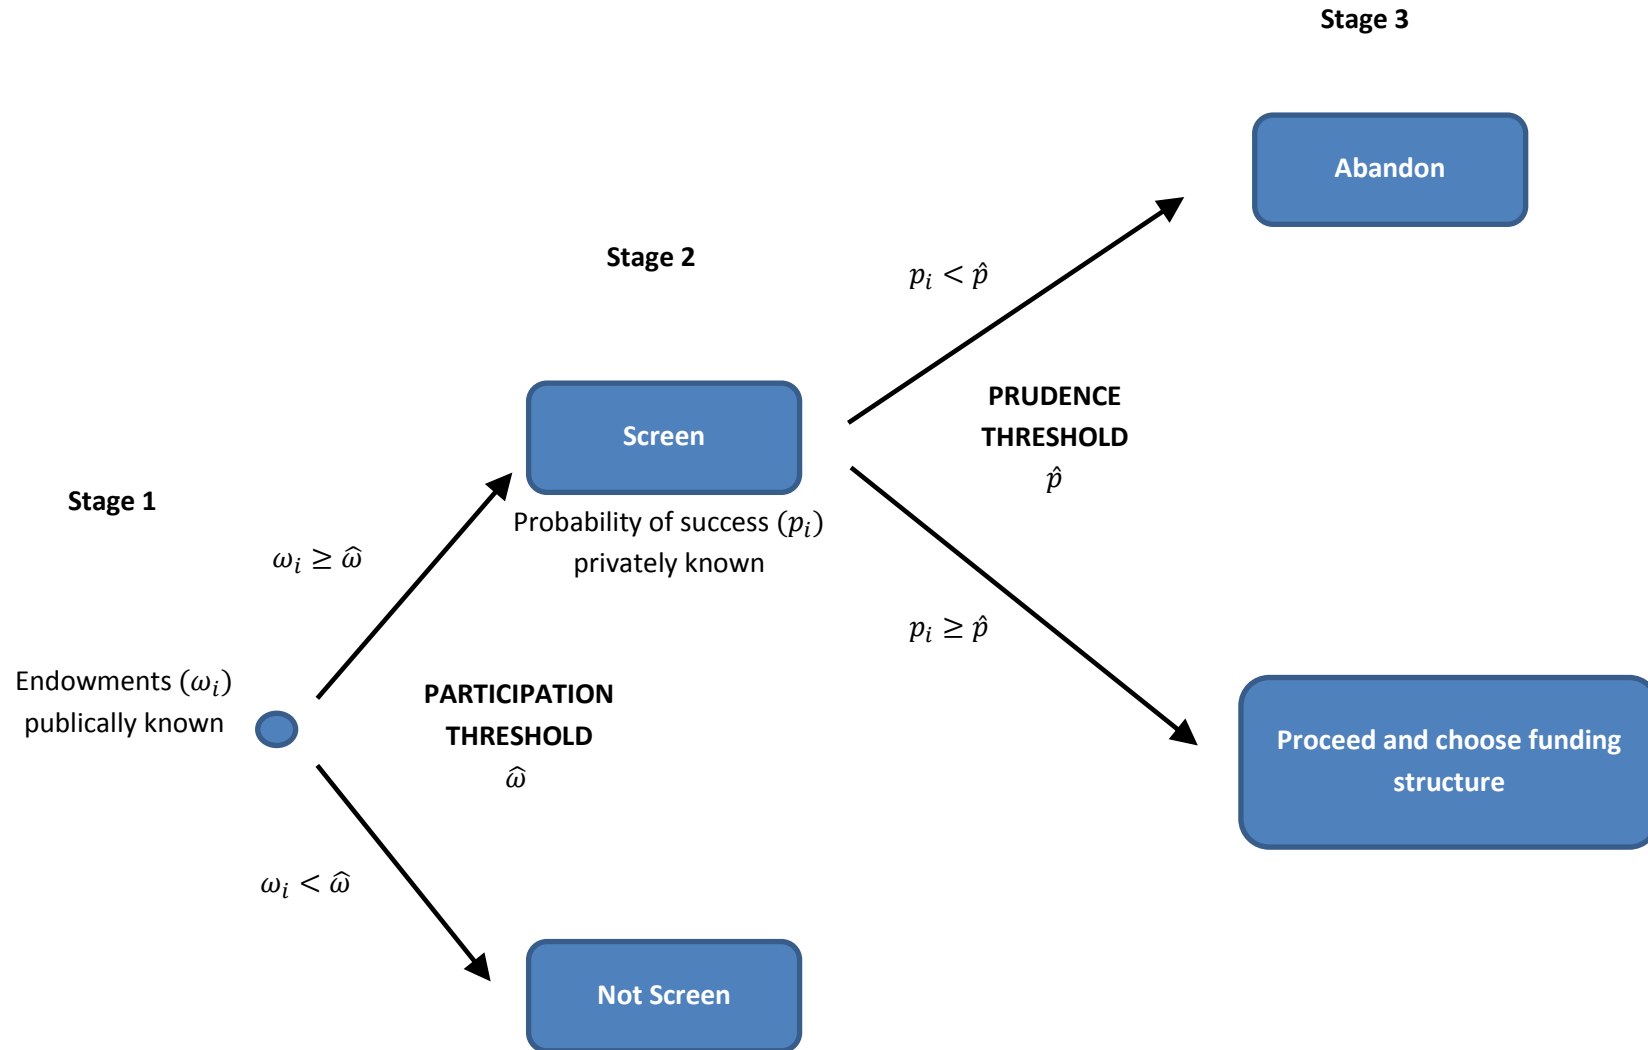 Stage 3
Abandon
Stage 2
p_i < p̂
PRUDENCE
THRESHOLD
p̂
Screen
Probability of success (p_i)
privately known
Stage 1
ω_i ≥ ω̂
p_i ≥ p̂
Endowments (ω_i)
publically known
PARTICIPATION
THRESHOLD
ω̂
Proceed and choose funding
structure
ω_i < ω̂
Not Screen